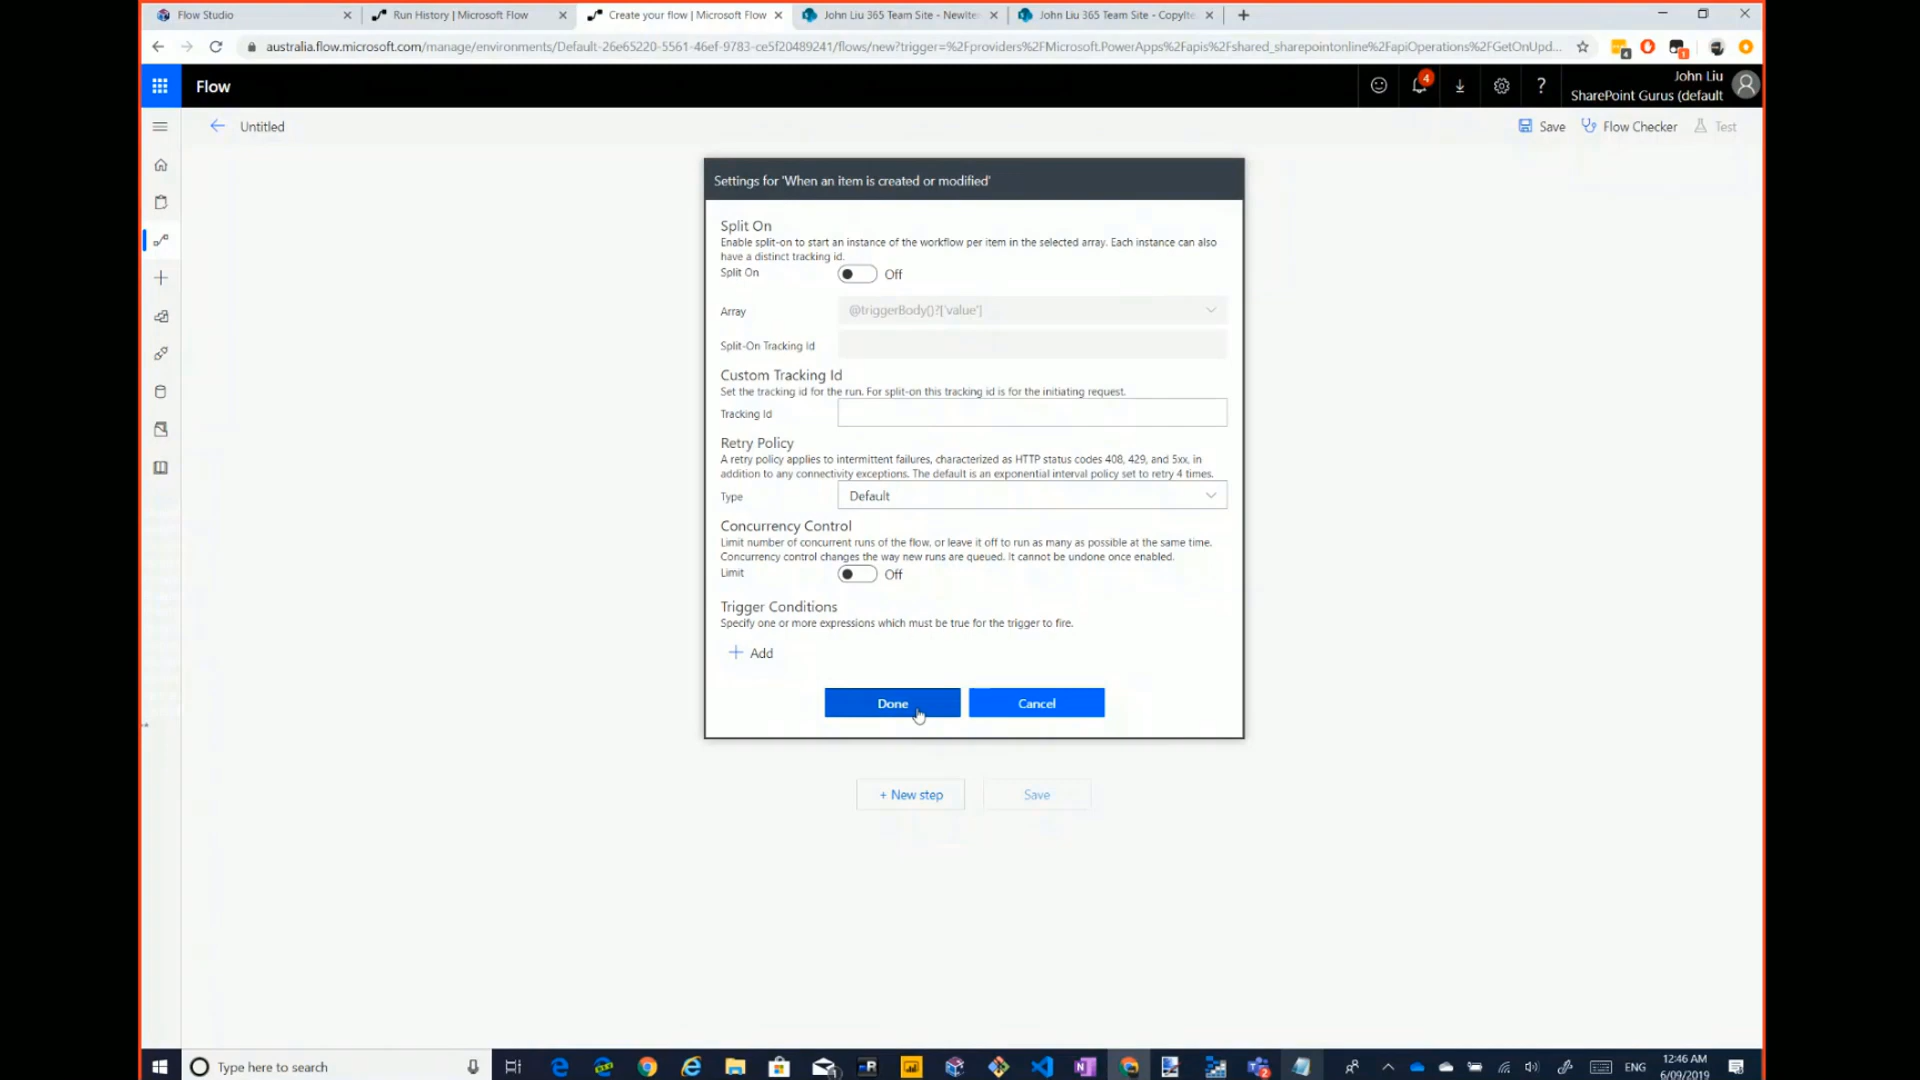 Flow Studio
Run History | Microsoft Flow
Create your flow | Microsoft Flow
John Liu 365 Team Site - NewIte
John Liu 365 Team Site - CopyIte
australia.flow.microsoft.com/manage/environments/Default-26e65220-5561-46ef-9783-ce5f20489241/flows/new?trigger=%2Fproviders%2FMicrosoft.PowerApps%2Fapis%2Fshared_sharepointonline%2FapiOperations%2FGetOnUpd...
Flow
4
?
John Liu
SharePoint Gurus (default
Untitled
Save
Flow Checker
Test
Settings for 'When an item is created or modified'
Split On
Enable split-on to start an instance of the workflow per item in the selected array. Each instance can also
have a distinct tracking id.
Split On
Off
Array
@triggerBody()?['value']
Split-On Tracking Id
Custom Tracking Id
Set the tracking id for the run. For split-on this tracking id is for the initiating request.
Tracking Id
Retry Policy
A retry policy applies to intermittent failures, characterized as HTTP status codes 408, 429, and 5xx, in
addition to any connectivity exceptions. The default is an exponential interval policy set to retry 4 times.
Type
Default
Concurrency Control
Limit number of concurrent runs of the flow, or leave it off to run as many as possible at the same time.
Concurrency control changes the way new runs are queued. It cannot be undone once enabled.
Limit
Off
Trigger Conditions
Specify one or more expressions which must be true for the trigger to fire.
+ Add
Done
Cancel
+ New step
Save
Type here to search
ENG
12:46 AM
6/09/2019